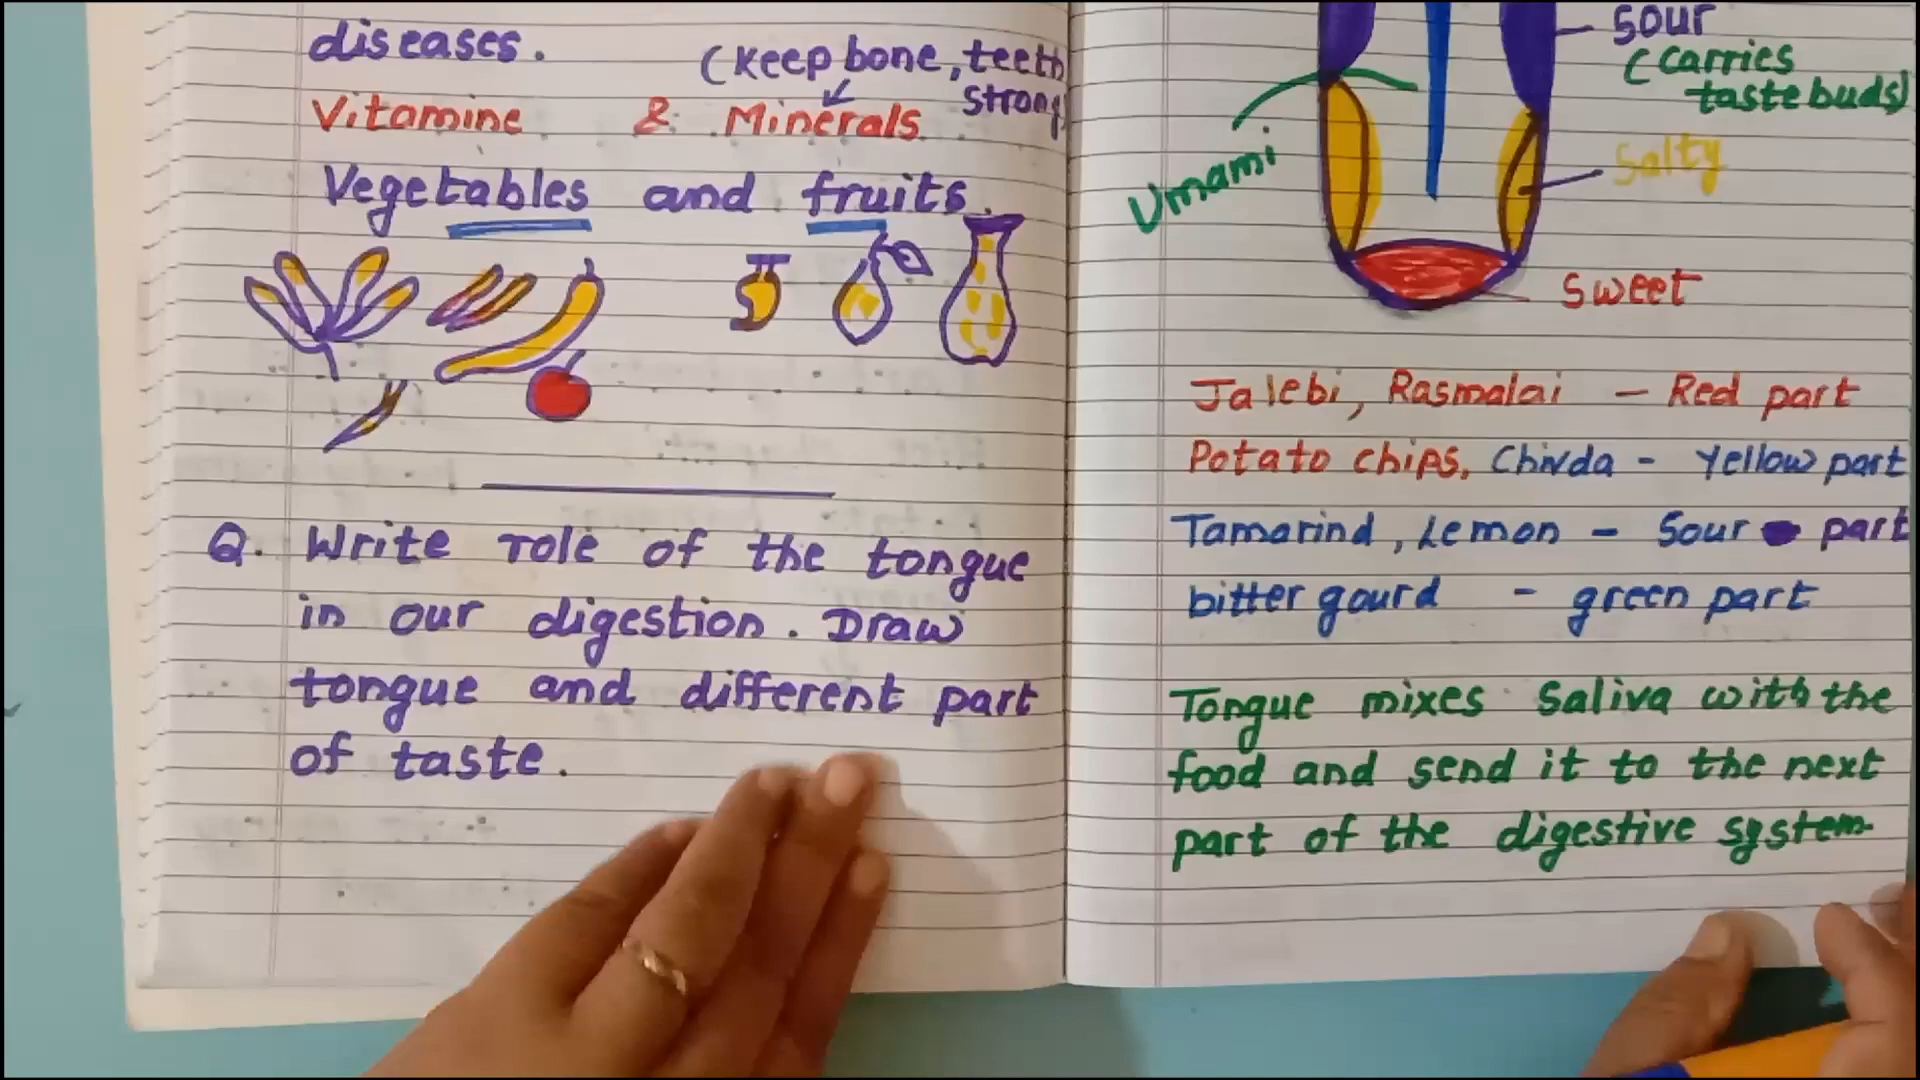 diseases.
(Keep bone, teeth
strong)
Vitamine & Minerals
Vegetables and fruits.
Q. Write role of the tongue
in our digestion. Draw
tongue and different part
of taste.
Sour
(carries
taste buds)
Umami
Salty
Sweet
Jalebi, Rasmalai - Red part
Potato chips, Chivda - Yellow part
Tamarind, Lemon - Sour part
bitter gourd - green part
Tongue mixes Saliva with the
food and send it to the next
part of the digestive system